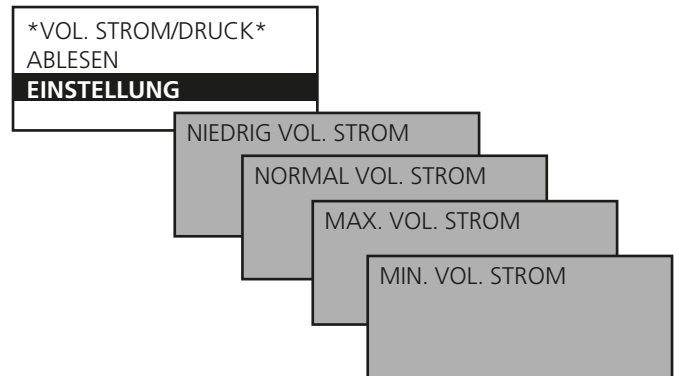 *VOL. STROM/DRUCK*
ABLESEN
EINSTELLUNG
NIEDRIG VOL. STROM
NORMAL VOL. STROM
MAX. VOL. STROM
MIN. VOL. STROM